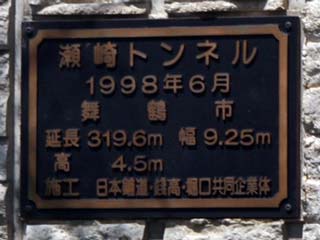 瀬崎トンネル
1998年6月
舞鶴市
延長 319.6m 幅 9.25m
高 4.5m
施工 日本鋪道・錢高・堀口共同企業体